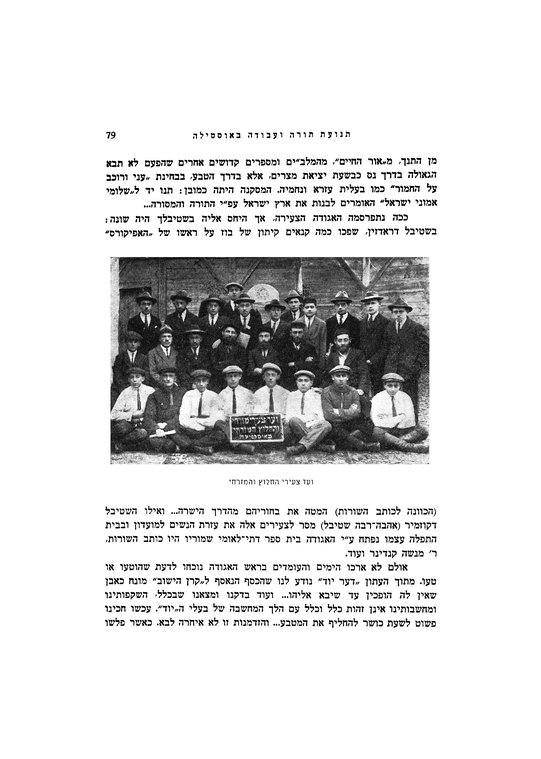 תנועת תורה ועבודה באוסטילה 79
מן התנך, מ„אור החיים", מהמלבי״ם ומספרים קדושים אחרים שהפעם לא תבא
הגאולה בדרך נס כבשעת יציאת מצרים, אלא בדרך הטבע, בבחינת „עני ורוכב
על החמור" כמו בעלית עזרא ונחמיה. המסקנה היתה כמובן: תנו יד ל„שלומי
אמוני ישראל" האומרים לבנות את ארץ ישראל עפ״י התורה והמסורה...
ככה נתפרסמה האגודה הצעירה, אך היחס אליה בשטיבלך היה שונה:
בשטיבל דראדזין, שפכו כמה קנאים קיתון של בוז על ראשו של „האפיקורס"
ועד צעירי מזרחי
והחלוץ המזרחי
באוסטילה
ועד צעירי החלוץ והמזרחי
(הכוונה לכותב השורות) המטה את בחוריהם מהדרך הישרה... ואילו השטיבל
דקוזמיר (אהבה־רבה שטיבל) מסר לצעירים אלה את עזרת הנשים למועדון ובבית
התפלה עצמו נפתח ע״י האגודה בית ספר דתי־לאומי שמוריו היו כותב השורות,
ר׳ מנשה קנדינר ועוד.
אולם לא ארכו הימים והעומדים בראש האגודה נוכחו לדעת שהוטעו או
טעו. מתוך העתון „דער יוד" נודע לנו שהכסף הנאסף ל„קרן הישוב" מונח כאבן
שאין לה הופכין עד שיבא אליהו... ועוד בדקנו ומצאנו שבכלל, השקפותינו
ומחשבותינו אינן זהות כלל וכלל עם הלך המחשבה של בעלי ה„יוד". עכשו חכינו
פשוט לשעת כושר להחליף את המטבע... והזדמנות זו לא איחרה לבא. כאשר פלשו